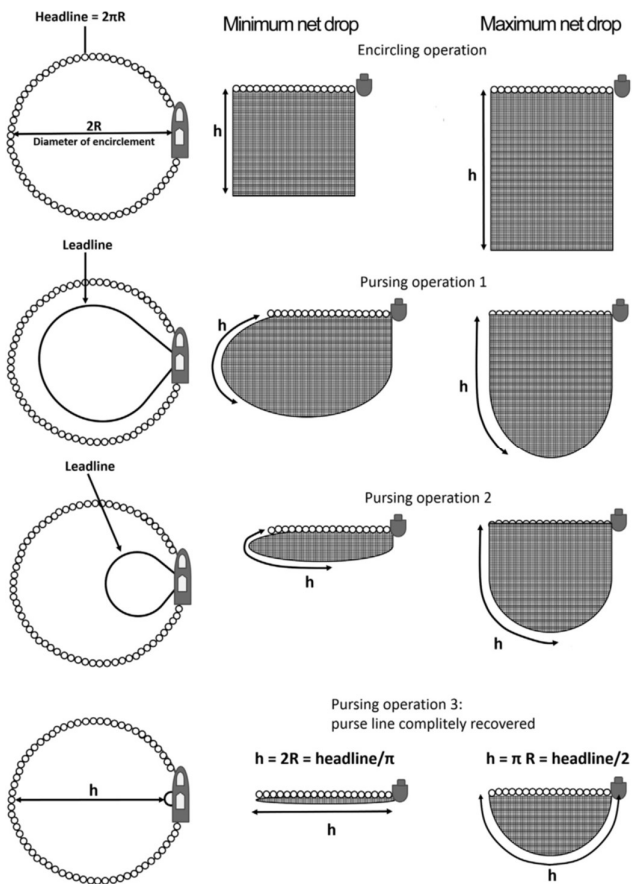 Headline = 2πR
Minimum net drop
Maximum net drop
Encircling operation
2R
Diameter of encirclement
h
h
Leadline
Pursing operation 1
h
h
Leadline
Pursing operation 2
h
h
Pursing operation 3:
purse line complitely recovered
h = 2R = headline/π
h = π R = headline/2
h
h
h